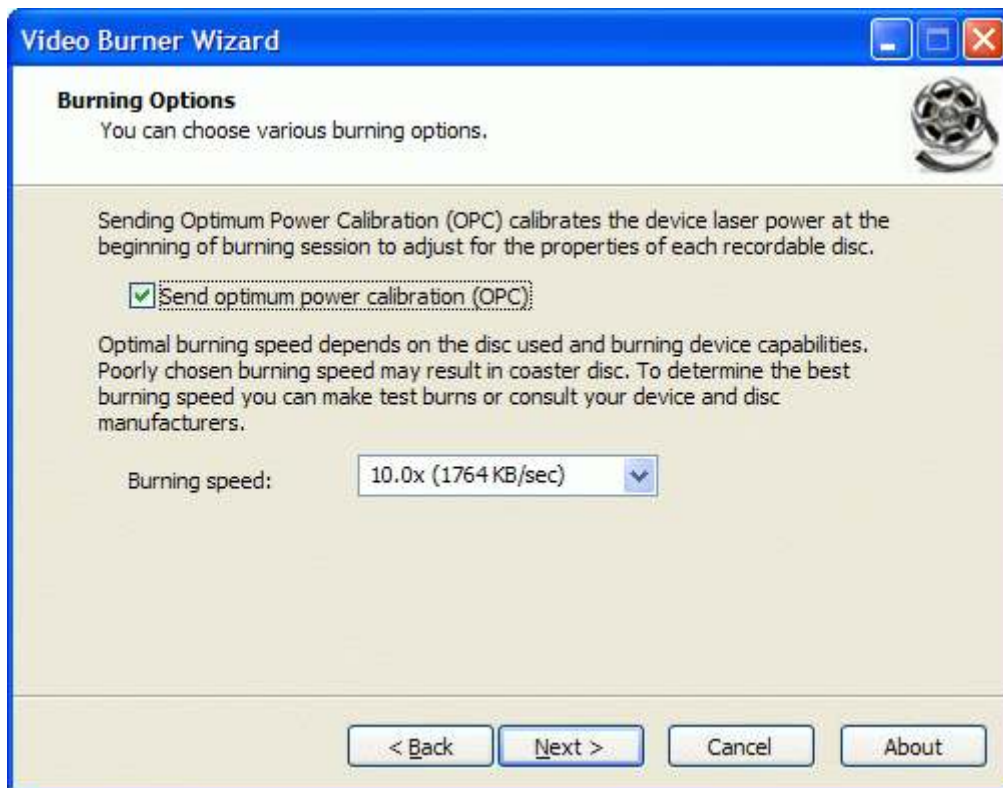 Video Burner Wizard
Burning Options
You can choose various burning options.
Sending Optimum Power Calibration (OPC) calibrates the device laser power at the
beginning of burning session to adjust for the properties of each recordable disc.
Send optimum power calibration (OPC)
Optimal burning speed depends on the disc used and burning device capabilities.
Poorly chosen burning speed may result in coaster disc. To determine the best
burning speed you can make test burns or consult your device and disc
manufacturers.
Burning speed: 10.0x (1764 KB/sec)
< Back Next > Cancel About